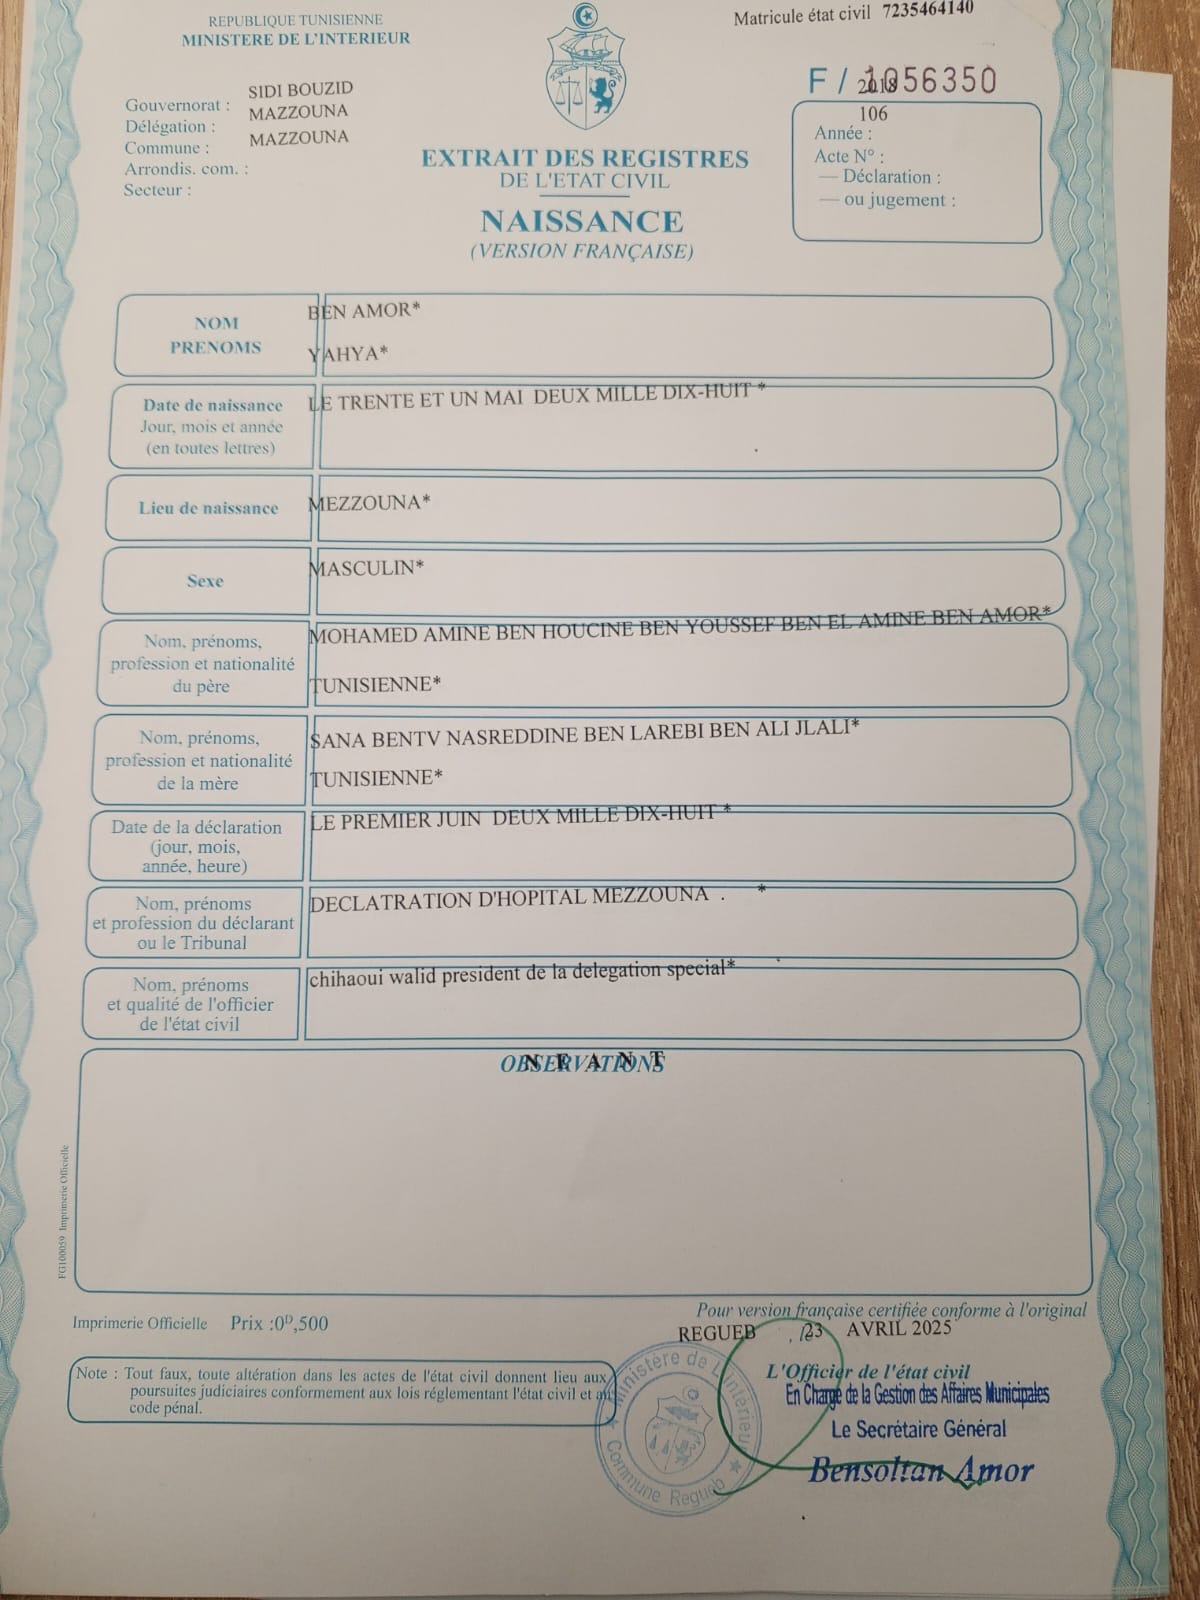 REPUBLIQUE TUNISIENNE
MINISTERE DE L'INTERIEUR
Matricule état civil 7235464140
F / 1056350
Gouvernorat : SIDI BOUZID
Délégation : MAZZOUNA
Commune : MAZZOUNA
Arrondis. com. :
Secteur :
2018
106
Année :
Acte N° :
— Déclaration :
— ou jugement :
EXTRAIT DES REGISTRES
DE L'ETAT CIVIL
NAISSANCE
(VERSION FRANÇAISE)
NOM
PRENOMS
BEN AMOR*
YAHYA*
Date de naissance
Jour, mois et année
(en toutes lettres)
LE TRENTE ET UN MAI DEUX MILLE DIX-HUIT *
Lieu de naissance
MEZZOUNA*
Sexe
MASCULIN*
Nom, prénoms,
profession et nationalité
du père
MOHAMED AMINE BEN HOUCINE BEN YOUSSEF BEN EL AMINE BEN AMOR*
TUNISIENNE*
Nom, prénoms,
profession et nationalité
de la mère
SANA BENTV NASREDDINE BEN LAREBI BEN ALI JLALI*
TUNISIENNE*
Date de la déclaration
(jour, mois,
année, heure)
LE PREMIER JUIN DEUX MILLE DIX-HUIT *
Nom, prénoms
et profession du déclarant
ou le Tribunal
DECLATRATION D'HOPITAL MEZZOUNA . *
Nom, prénoms
et qualité de l'officier
de l'état civil
chihaoui walid president de la delegation special*
OBSERVATIONS
N E A N T
FG100059 Imprimerie Officielle
Imprimerie Officielle Prix :0D,500
Pour version française certifiée conforme à l'original
REGUEB , /23 AVRIL 2025
Note : Tout faux, toute altération dans les actes de l'état civil donnent lieu aux
poursuites judiciaires conformement aux lois réglementant l'état civil et au
code pénal.
L'Officier de l'état civil
En Charge de la Gestion des Affaires Municipales
Le Secrétaire Général
Bensoltan Amor
Ministère de L'intérieur
Commune Regueb